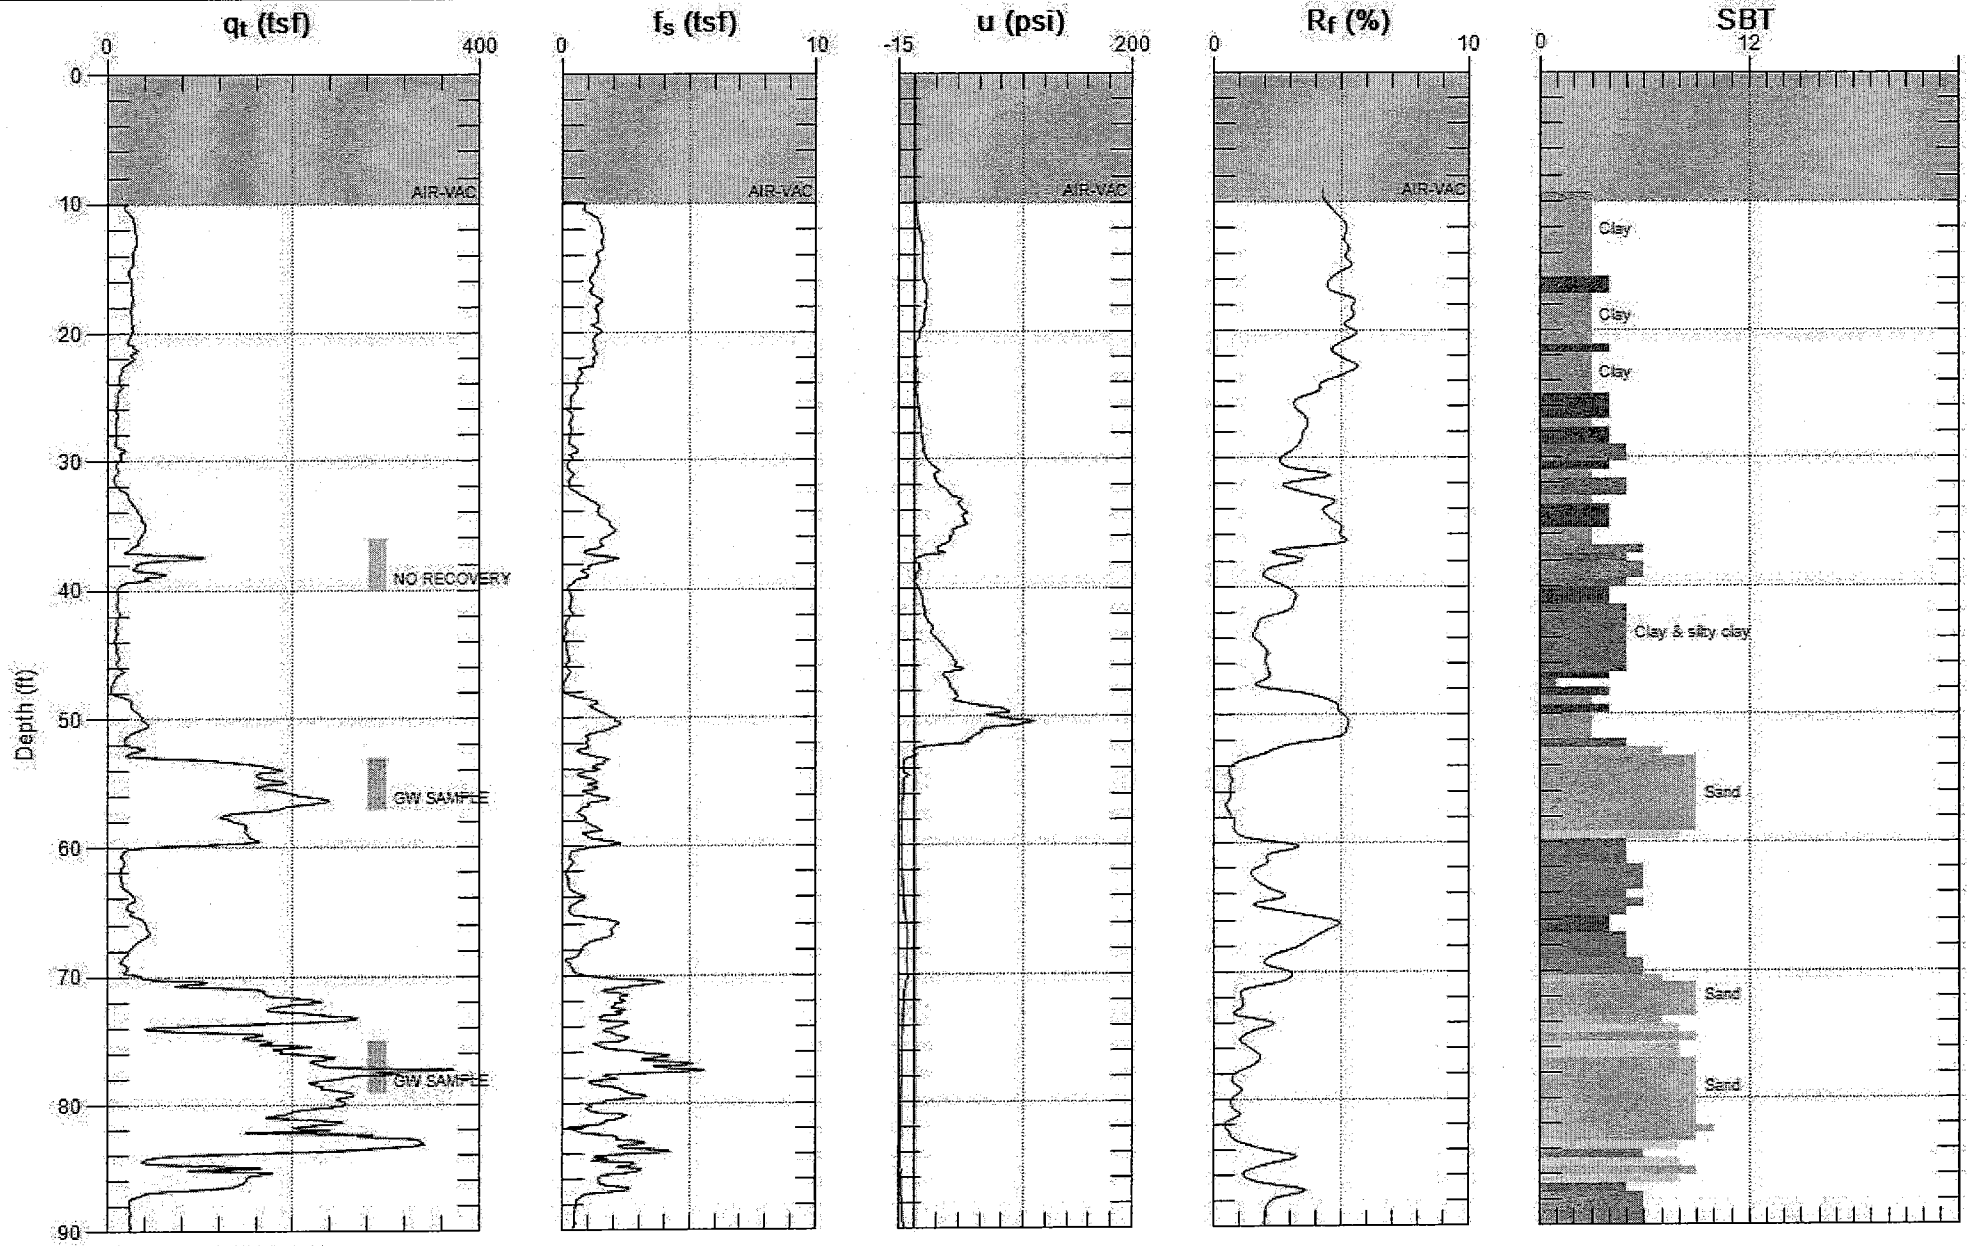 qt (tsf) fs (tsf) u (psi) Rf (%) SBT
0 400 0 10 -15 200 0 10 0 12
0
AIR-VAC AIR-VAC AIR-VAC AIR-VAC
10
Clay
Clay
20
Clay
30
NO RECOVERY
40
Clay & silty clay
Depth (ft)
50
GW SAMPLE Sand
60
70
Sand
GW SAMPLE Sand
80
90